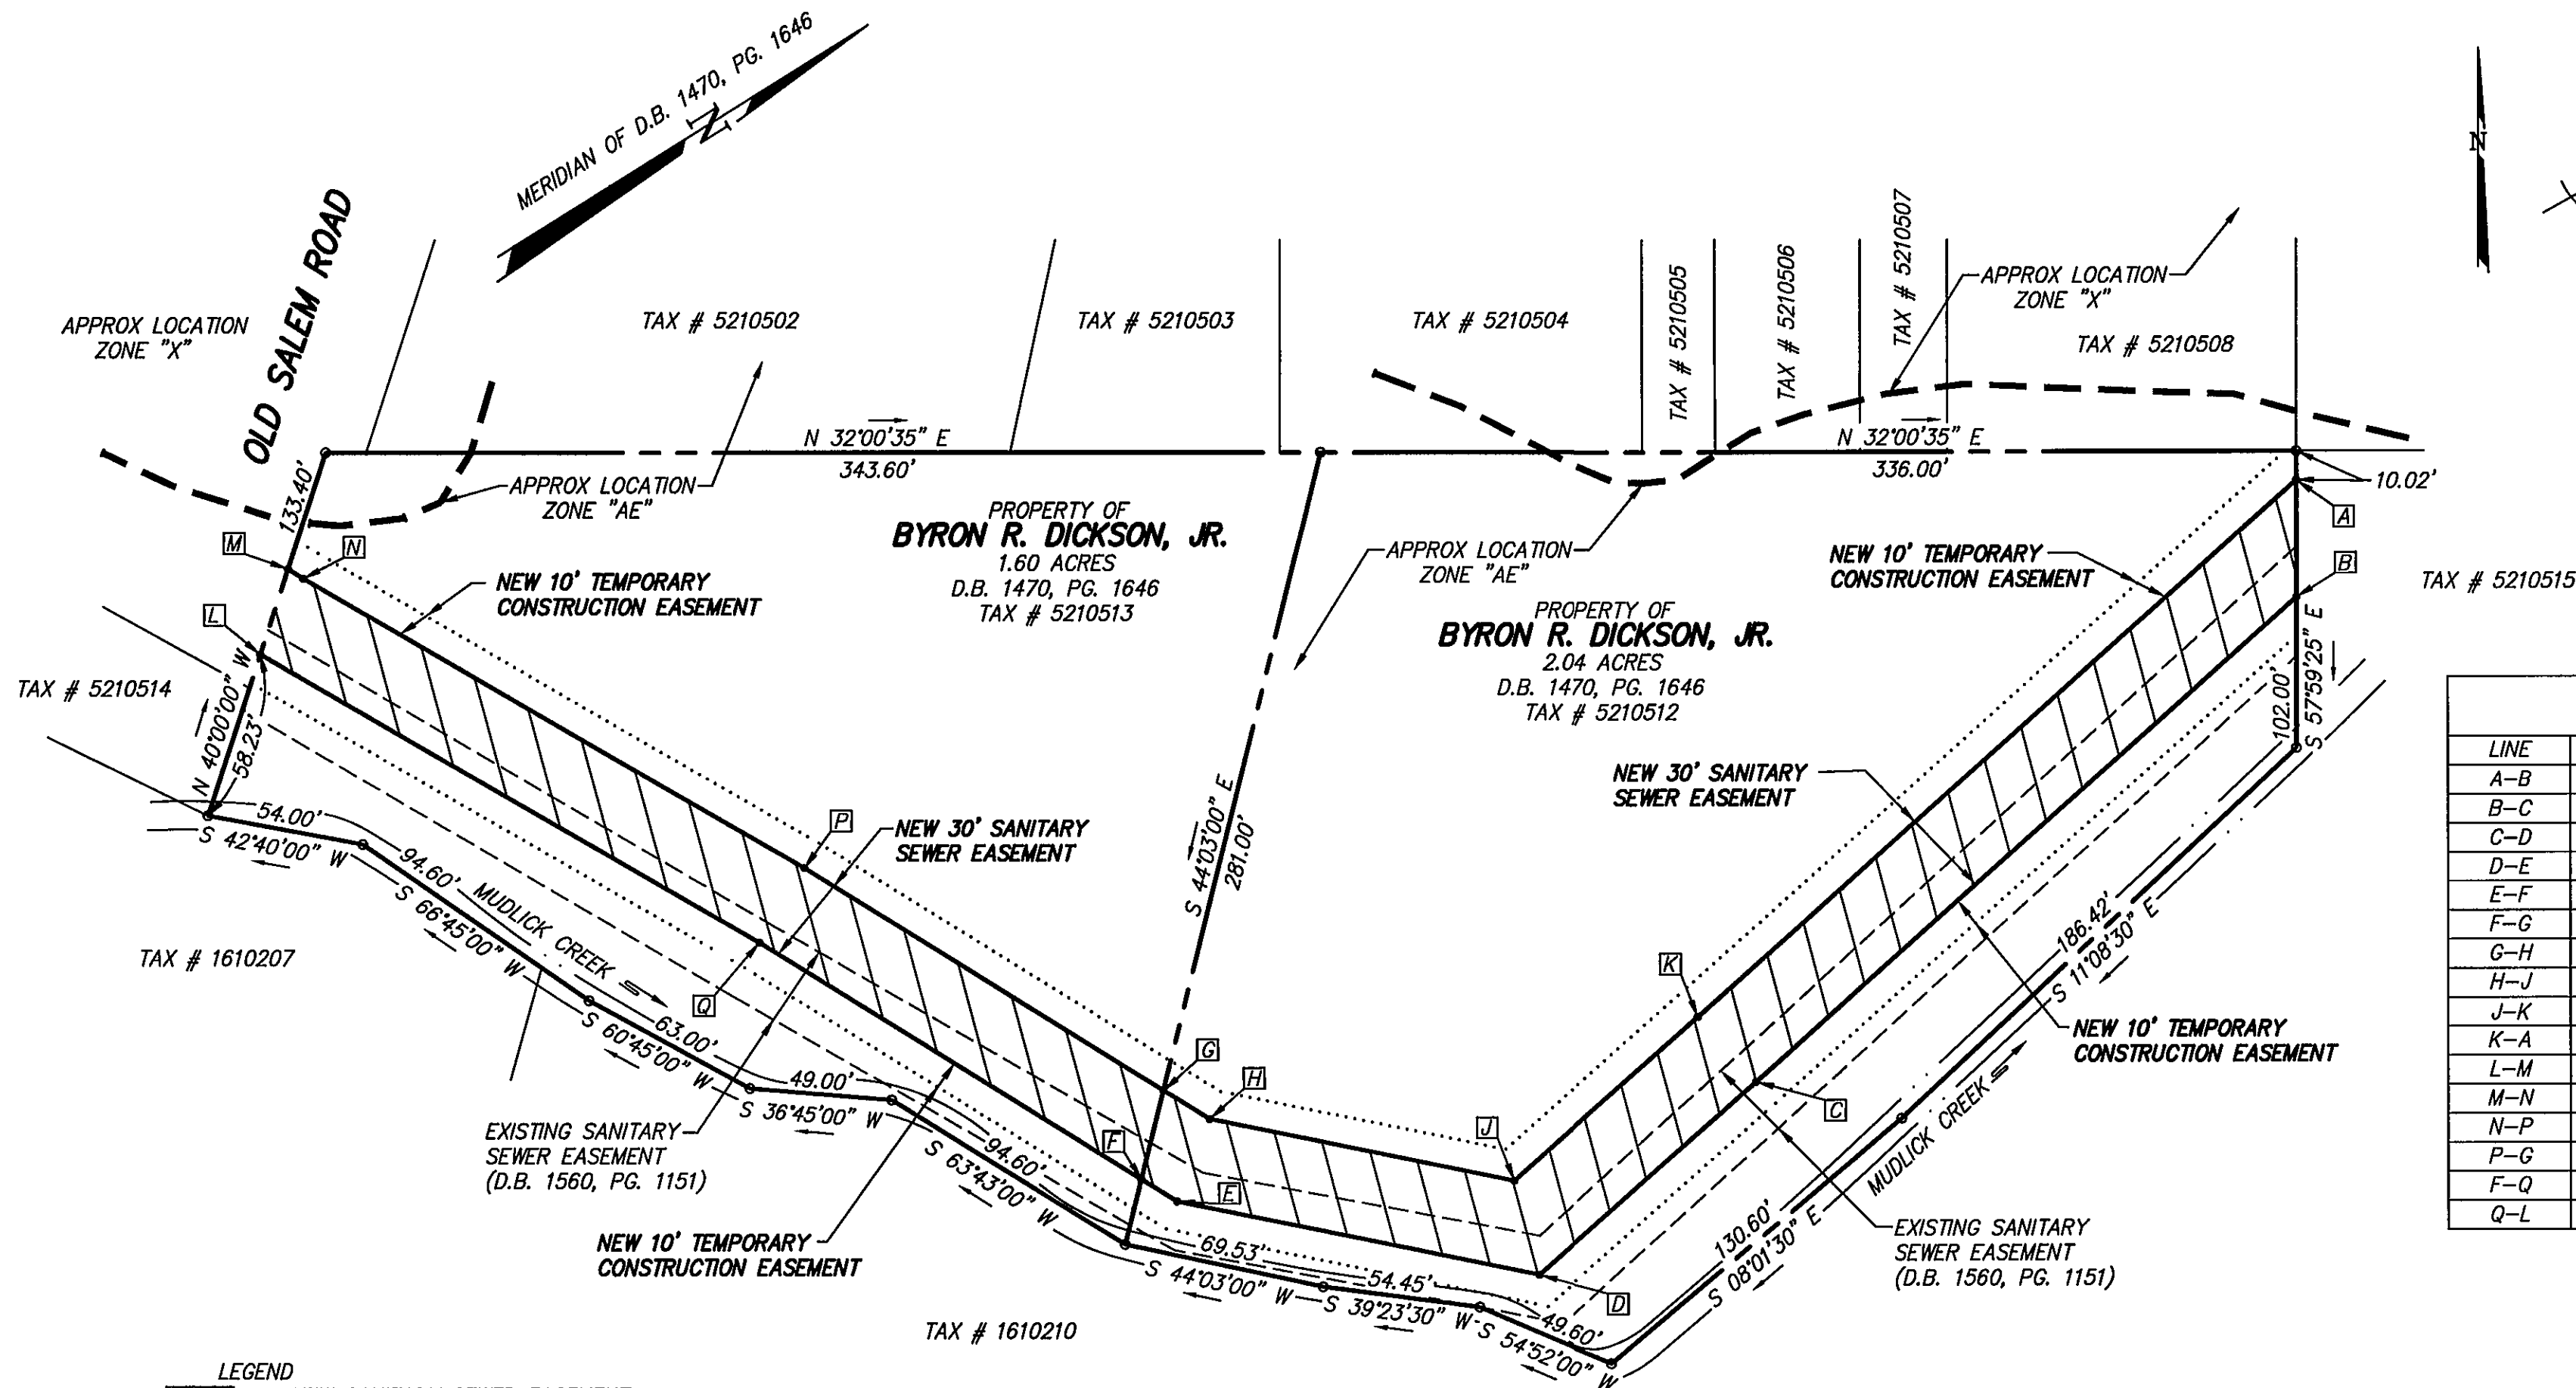 MERIDIAN OF D.B. 1470, PG. 1646
N
N
OLD SALEM ROAD
APPROX LOCATION
ZONE "X"
TAX # 5210502
TAX # 5210503
TAX # 5210504
TAX # 5210505
TAX # 5210506
TAX # 5210507
APPROX LOCATION
ZONE "X"
TAX # 5210508
N 32°00'35" E
343.60'
N 32°00'35" E
336.00'
10.02'
133.40'
APPROX LOCATION
ZONE "AE"
PROPERTY OF
BYRON R. DICKSON, JR.
1.60 ACRES
D.B. 1470, PG. 1646
TAX # 5210513
APPROX LOCATION
ZONE "AE"
PROPERTY OF
BYRON R. DICKSON, JR.
2.04 ACRES
D.B. 1470, PG. 1646
TAX # 5210512
NEW 10' TEMPORARY
CONSTRUCTION EASEMENT
NEW 10' TEMPORARY
CONSTRUCTION EASEMENT
A
B
M
N
L
TAX # 5210515
TAX # 5210514
N 40°00'00" W
58.23'
S 57°59'25" E
102.00'
S 44°03'00" E
281.00'
NEW 30' SANITARY
SEWER EASEMENT
NEW 30' SANITARY
SEWER EASEMENT
P
Q
K
G
H
J
F
E
C
D
54.00'
S 42°40'00" W
94.60'
S 66°45'00" W
MUDLICK CREEK
TAX # 1610207
63.00'
S 60°45'00" W
49.00'
S 36°45'00" W
94.60'
S 63°43'00" W
69.53'
S 44°03'00" W
54.45'
S 39°23'30" W
49.60'
S 54°52'00" W
130.60'
S 08°01'30" E
186.42'
S 11°08'30" E
MUDLICK CREEK
NEW 10' TEMPORARY
CONSTRUCTION EASEMENT
EXISTING SANITARY
SEWER EASEMENT
(D.B. 1560, PG. 1151)
EXISTING SANITARY
SEWER EASEMENT
(D.B. 1560, PG. 1151)
NEW 10' TEMPORARY
CONSTRUCTION EASEMENT
TAX # 1610210
LINE
A-B
B-C
C-D
D-E
E-F
F-G
G-H
H-J
J-K
K-A
L-M
M-N
N-P
P-G
F-Q
Q-L
LEGEND